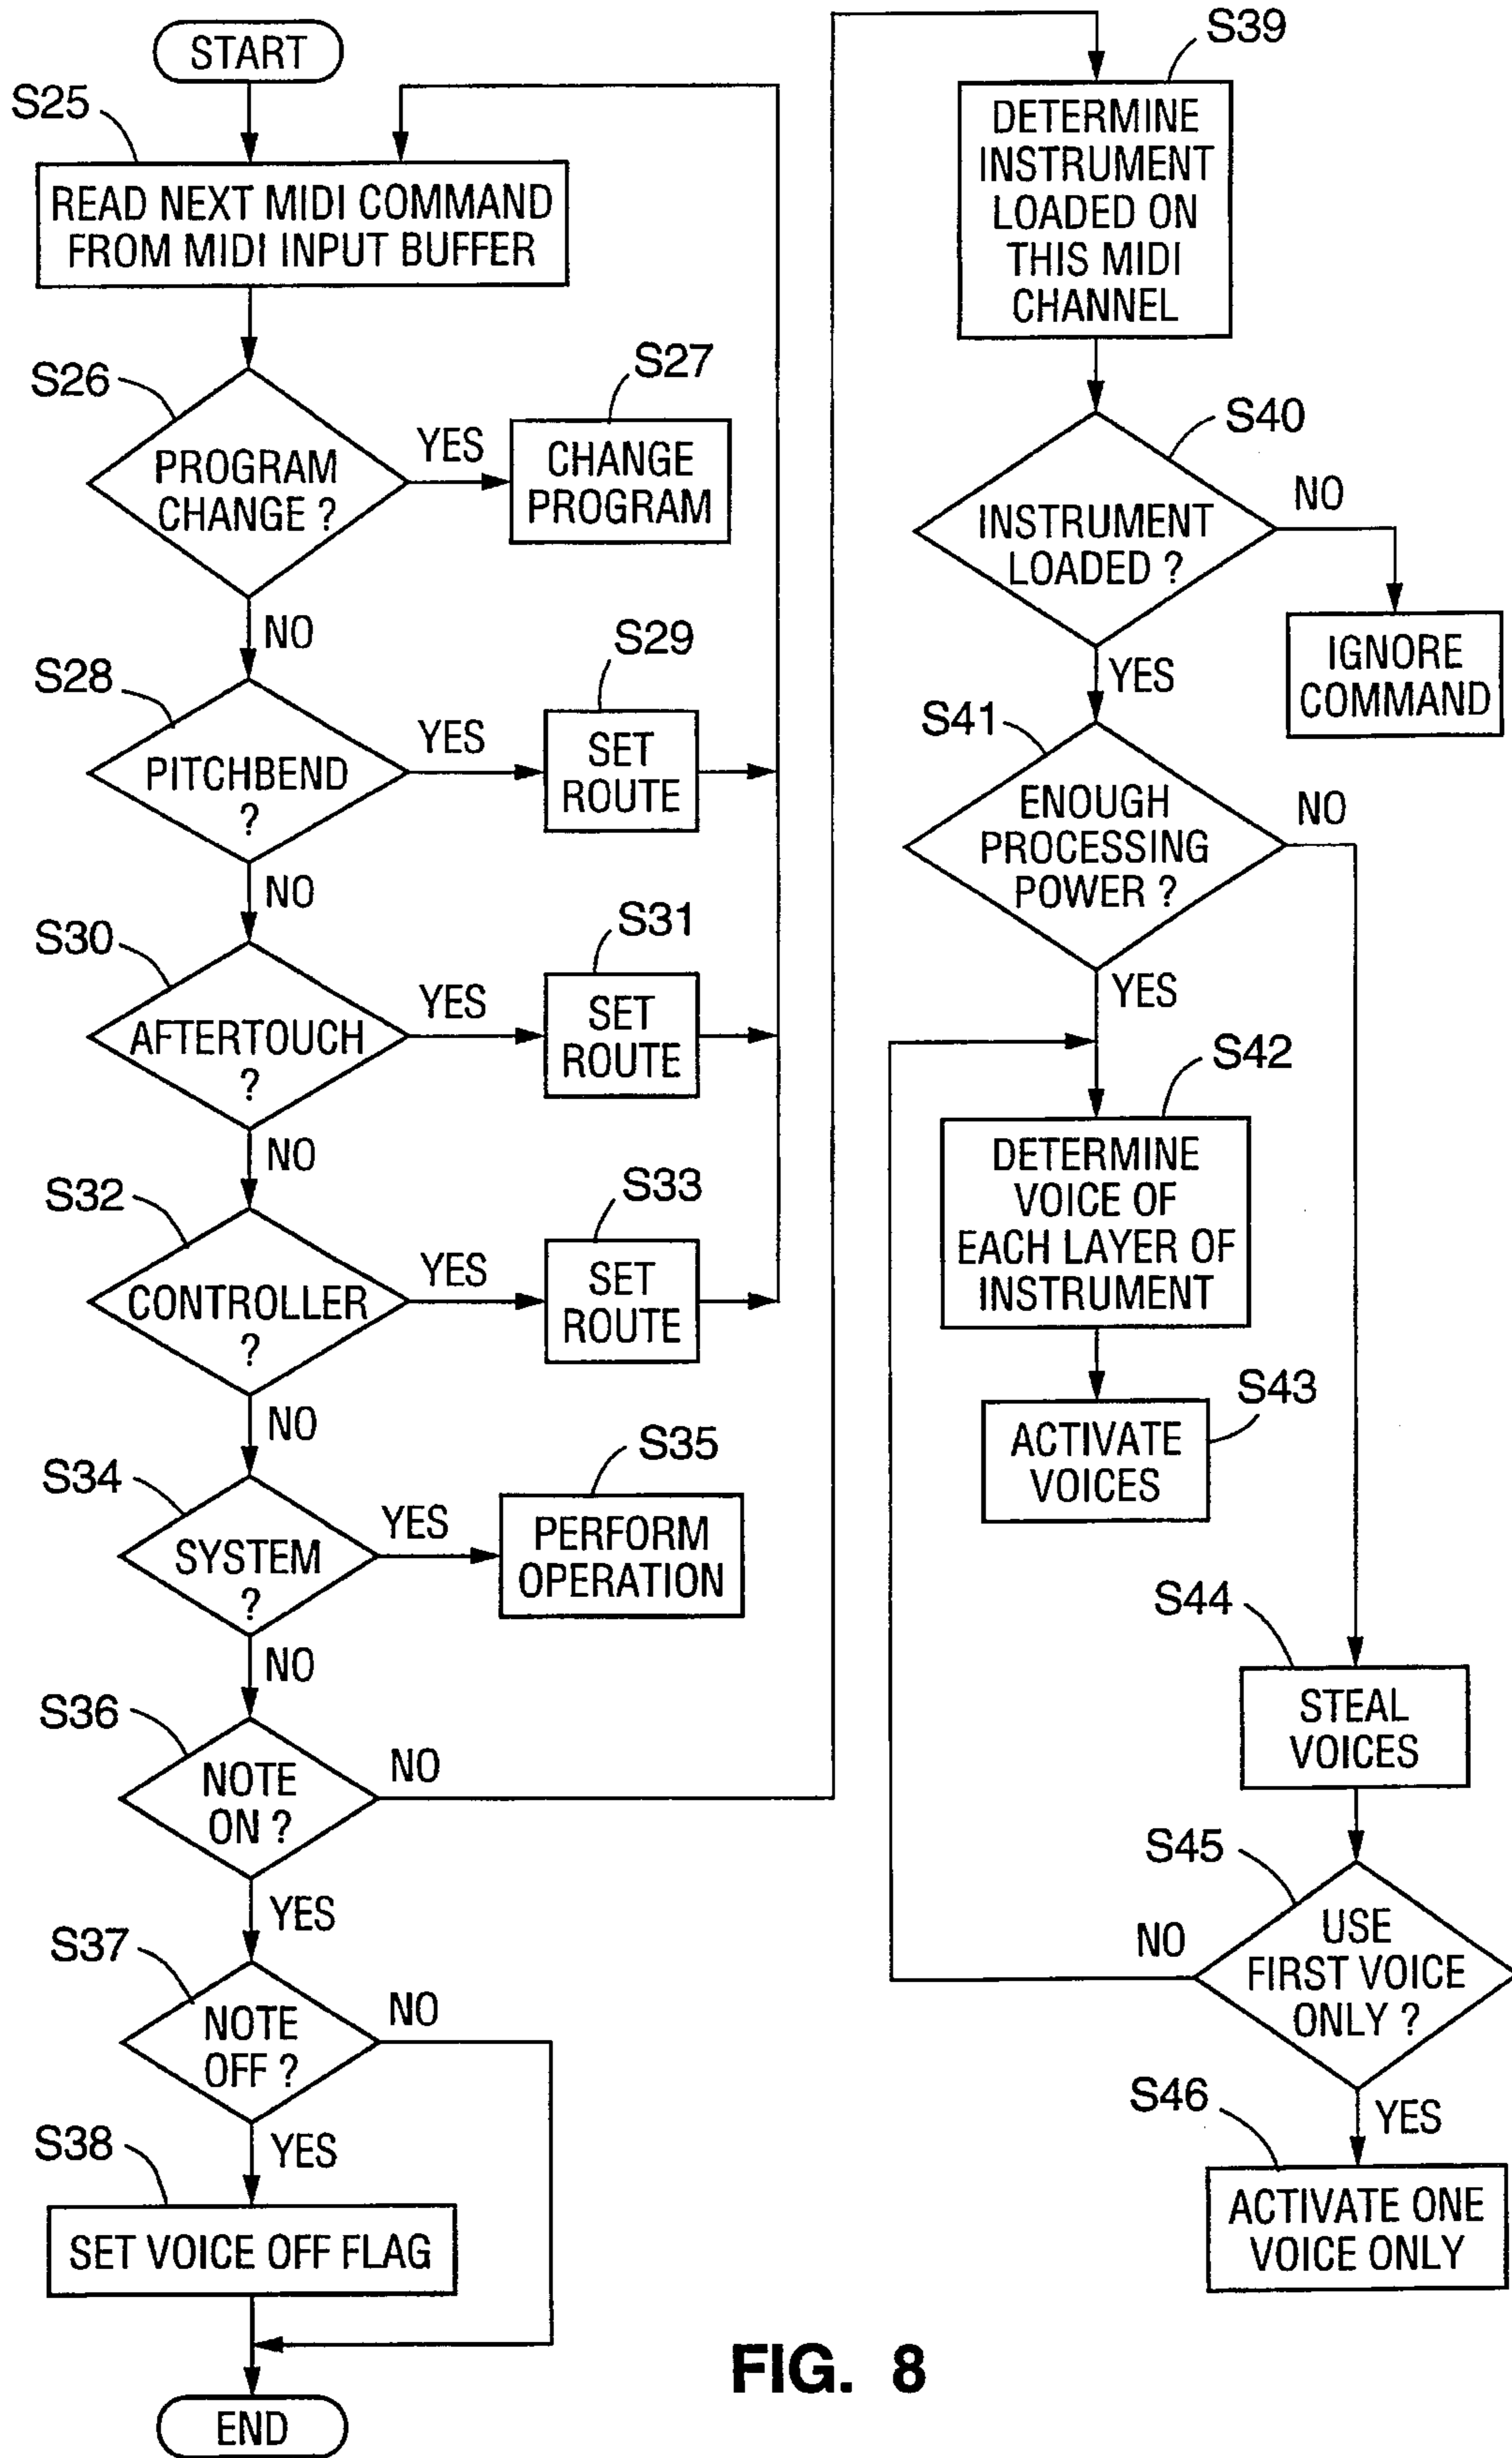 START
S25
READ NEXT MIDI COMMAND
FROM MIDI INPUT BUFFER
S26
PROGRAM
CHANGE ?
YES
S27
CHANGE
PROGRAM
NO
S28
PITCHBEND
?
YES
S29
SET
ROUTE
NO
S30
AFTERTOUCH
?
YES
S31
SET
ROUTE
NO
S32
CONTROLLER
?
YES
S33
SET
ROUTE
NO
S34
SYSTEM
?
YES
S35
PERFORM
OPERATION
NO
S36
NOTE
ON ?
NO
YES
S37
NOTE
OFF ?
NO
YES
S38
SET VOICE OFF FLAG
END
S39
DETERMINE
INSTRUMENT
LOADED ON
THIS MIDI
CHANNEL
S40
INSTRUMENT
LOADED ?
NO
IGNORE
COMMAND
YES
S41
ENOUGH
PROCESSING
POWER ?
NO
YES
S42
DETERMINE
VOICE OF
EACH LAYER OF
INSTRUMENT
S43
ACTIVATE
VOICES
S44
STEAL
VOICES
S45
USE
FIRST VOICE
ONLY ?
NO
YES
S46
ACTIVATE ONE
VOICE ONLY
FIG. 8